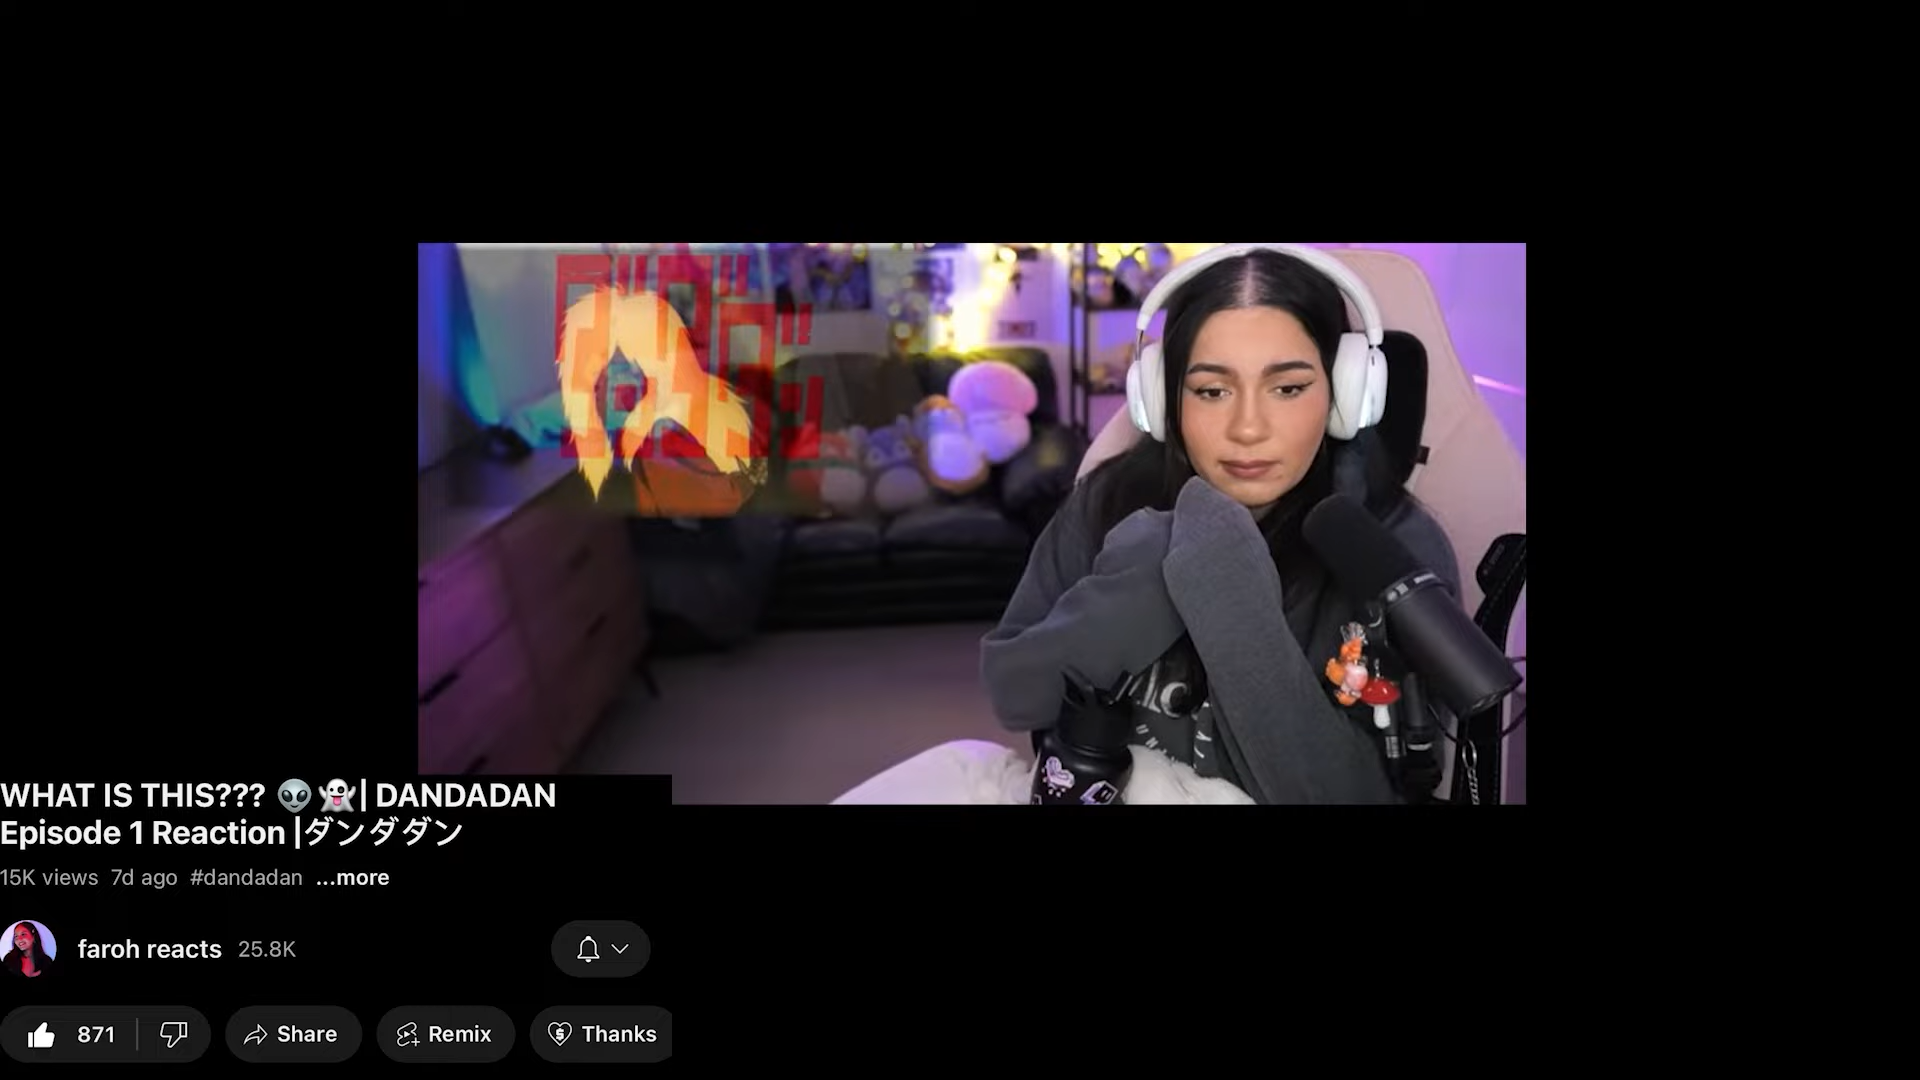 WHAT IS THIS??? 👽👻| DANDADAN
Episode 1 Reaction |ダンダダン
15K views 7d ago #dandadan ...more
faroh reacts 25.8K
871 Share Remix Thanks